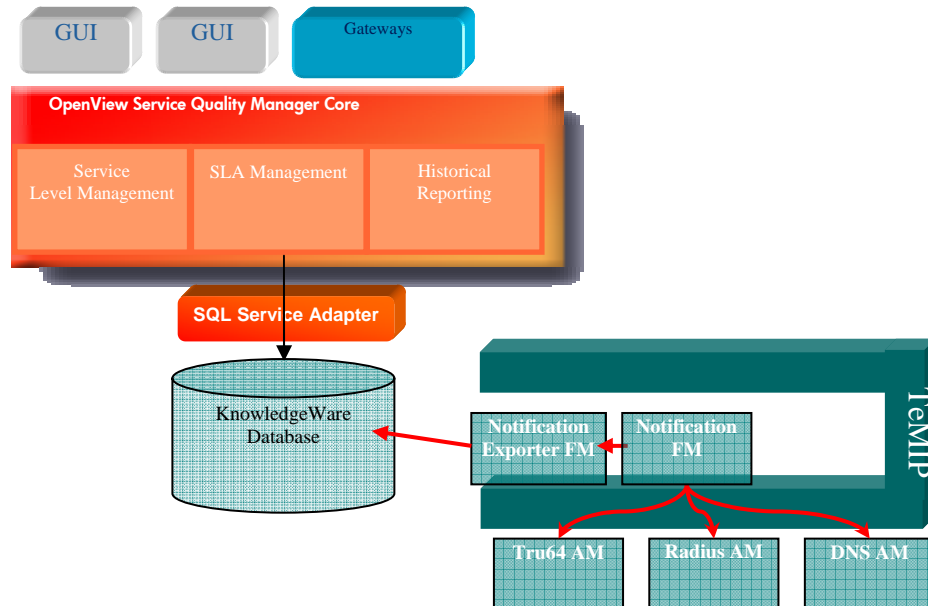 GUI
GUI
Gateways
OpenView Service Quality Manager Core
Service
Level Management
SLA Management
Historical
Reporting
SQL Service Adapter
KnowledgeWare
Database
Notification
Exporter FM
Notification
FM
TeMIP
Tru64 AM
Radius AM
DNS AM